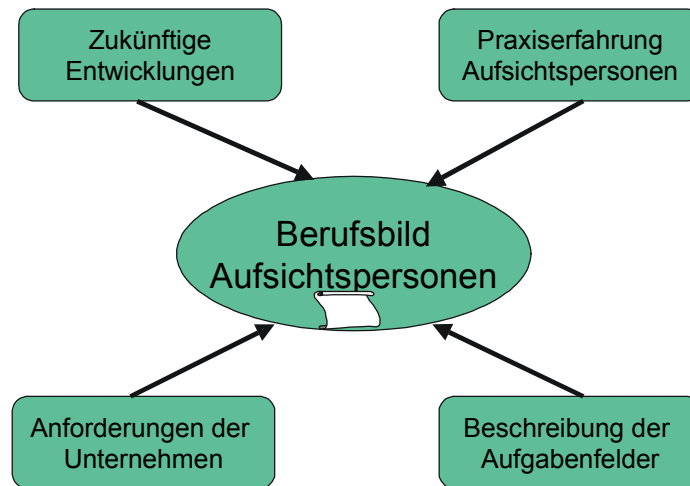 Zukünftige
Entwicklungen
Praxiserfahrung
Aufsichtspersonen
Berufsbild
Aufsichtspersonen
Anforderungen der
Unternehmen
Beschreibung der
Aufgabenfelder